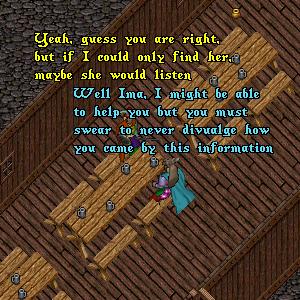 Yeah, guess you are right,
but if I could only find her,
maybe she would listen
Well Ima, I might be able
to help you but you must
swear to never divualge how
you came by this information